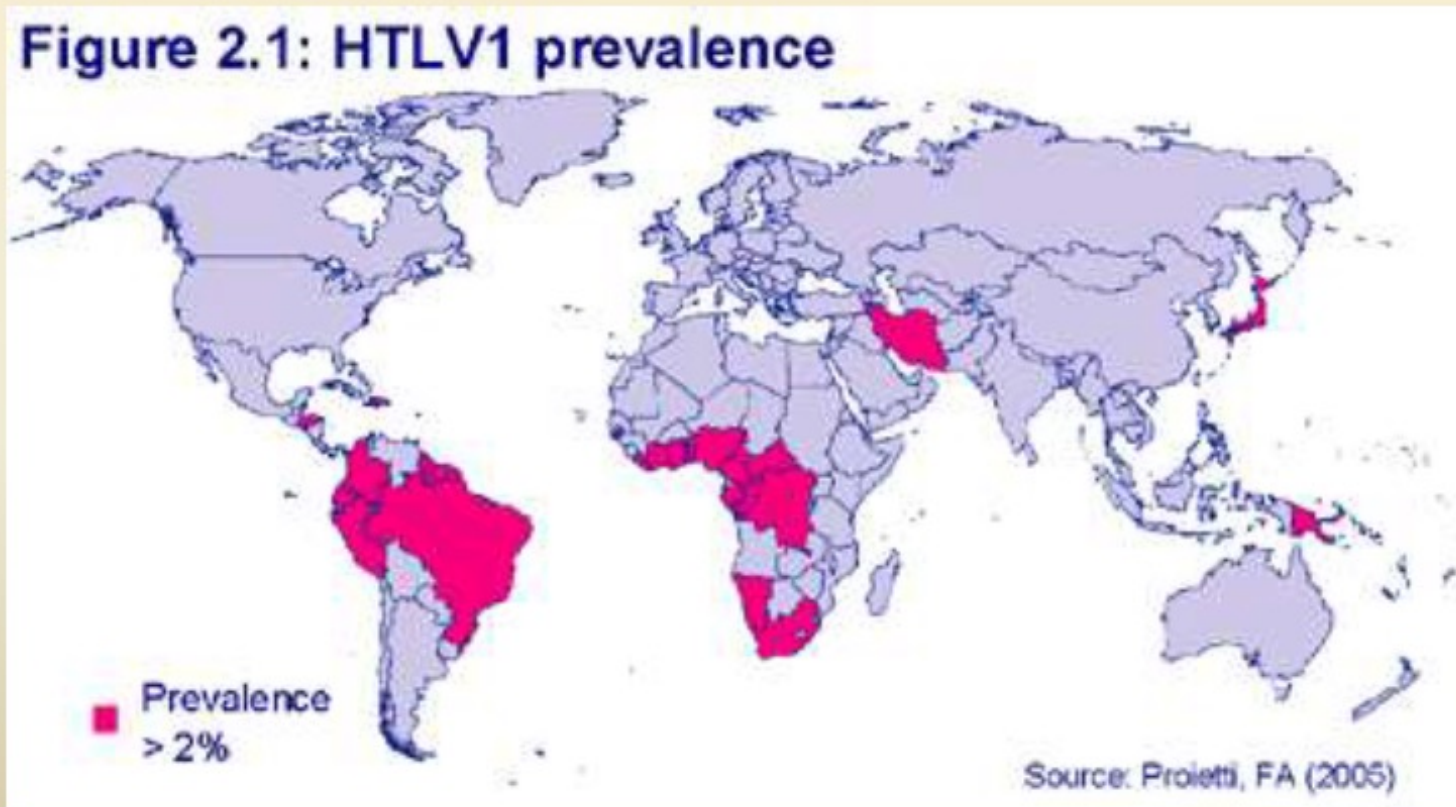 Figure 2.1: HTLV1 prevalence
Prevalence
> 2%
Source: Proietti, FA (2005)